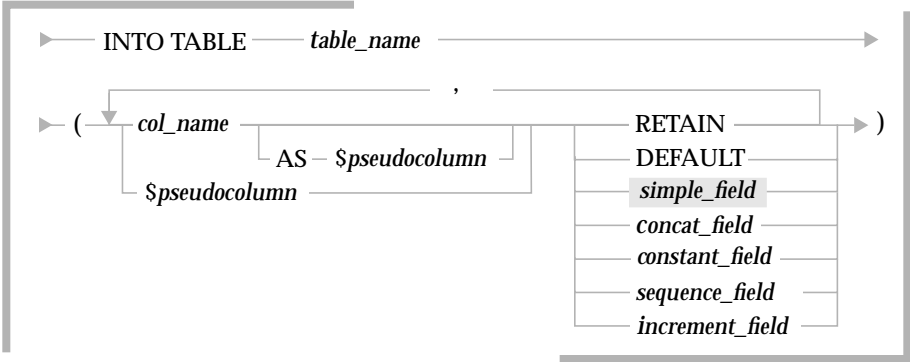 INTO TABLE table_name
,
( col_name RETAIN )
AS $pseudocolumn DEFAULT
$pseudocolumn simple_field
concat_field
constant_field
sequence_field
increment_field